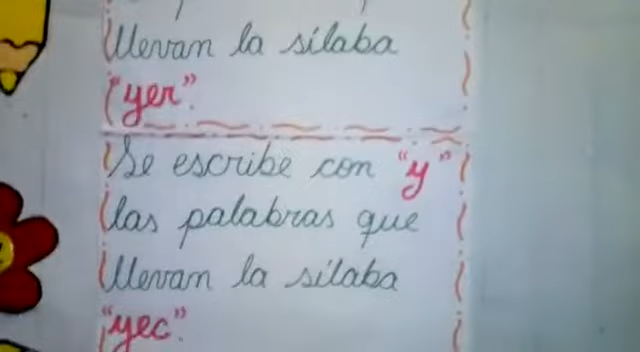 llevan la sílaba
"yer".
Se escribe con "y"
las palabras que
llevan la sílaba
"yec".